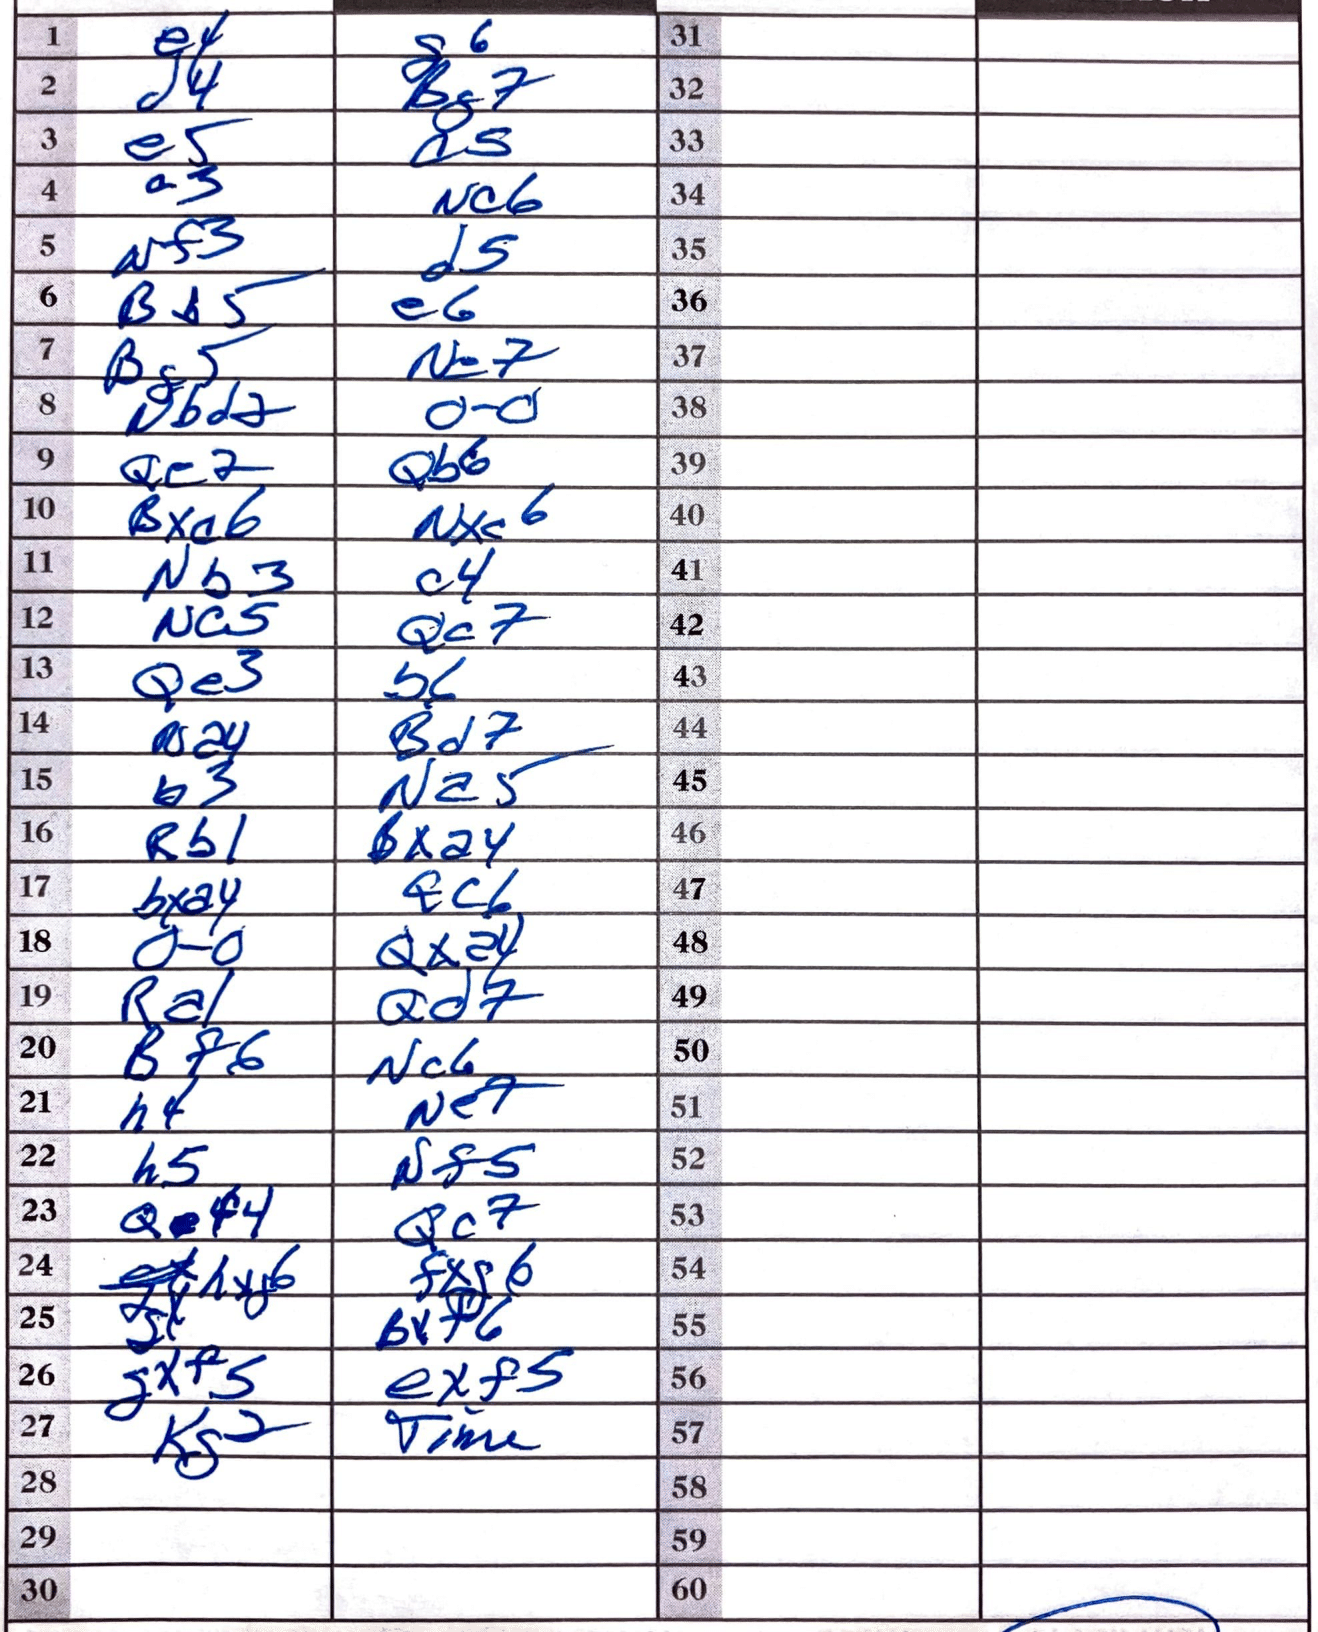 1 e4 g6 31
2 d4 Bg7 32
3 e5 c5 33
4 c3 Nc6 34
5 Nf3 d5 35
6 Bb5 e6 36
7 Bg5 Ne7 37
8 Nbd2 0-0 38
9 Qe2 Qb6 39
10 Bxc6 Nxc6 40
11 Nb3 c4 41
12 Nc5 Qc7 42
13 Qe3 b6 43
14 Na4 Bd7 44
15 b3 Na5 45
16 Rb1 Bxa4 46
17 bxa4 Qc6 47
18 0-0 Qxa4 48
19 Ra1 Qd7 49
20 Bf6 Nc6 50
21 h4 Ne7 51
22 h5 Nf5 52
23 Qf4 Qc7 53
24 hxg6 fxg6 54
25 g4 Bxf6 55
26 gxf5 exf5 56
27 Kg2 Time 57
28 58
29 59
30 60